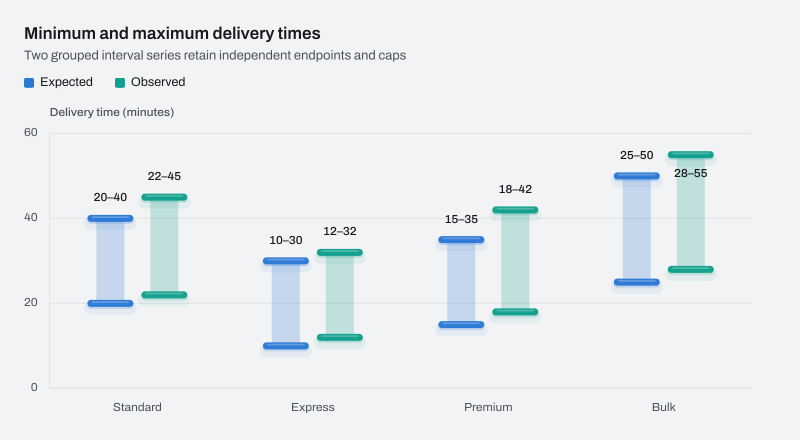 Minimum and maximum delivery times
Two grouped interval series retain independent endpoints and caps
Expected Observed
Delivery time (minutes)
60
40
20
0
20–40
22–45
10–30
12–32
15–35
18–42
25–50
28–55
Standard Express Premium Bulk